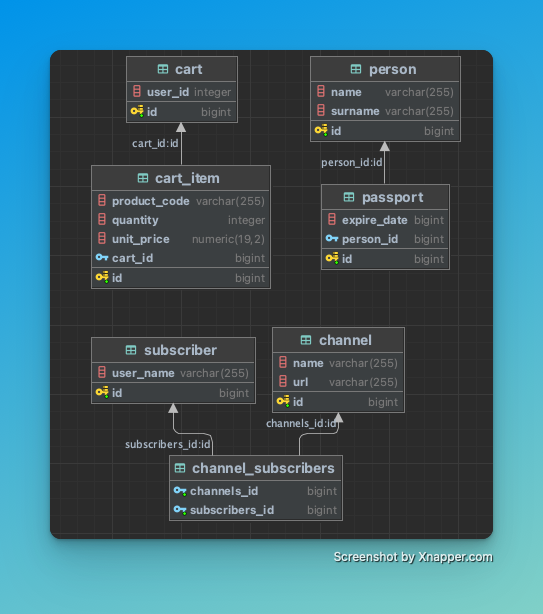 cart
user_id integer
id bigint
cart_id:id
cart_item
product_code varchar(255)
quantity integer
unit_price numeric(19,2)
cart_id bigint
id bigint
person
name varchar(255)
surname varchar(255)
id bigint
person_id:id
passport
expire_date bigint
person_id bigint
id bigint
subscriber
user_name varchar(255)
id bigint
subscribers_id:id
channel
name varchar(255)
url varchar(255)
id bigint
channels_id:id
channel_subscribers
channels_id bigint
subscribers_id bigint
Screenshot by Xnapper.com